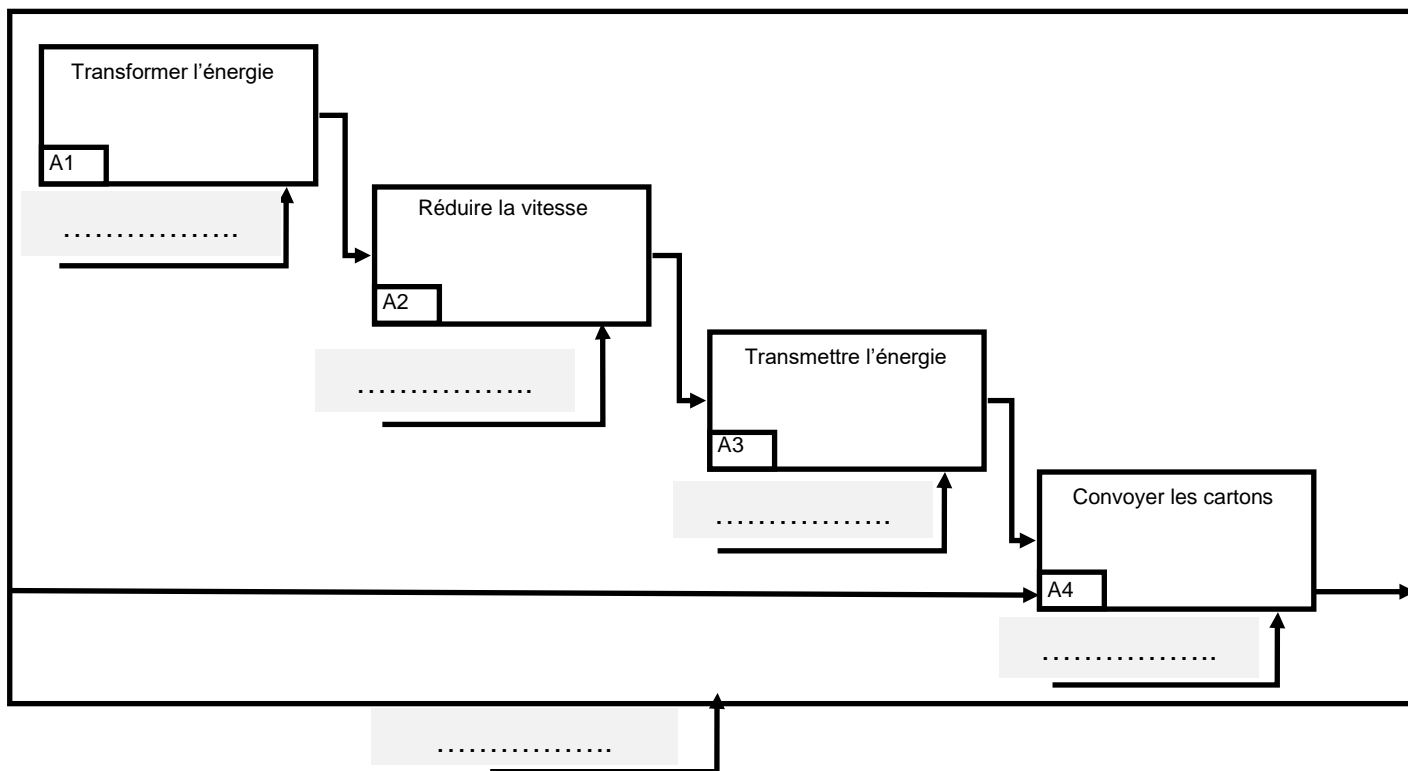 Transformer l’énergie
A1
.................
Réduire la vitesse
A2
.................
Transmettre l’énergie
A3
.................
Convoyer les cartons
A4
.................
.................